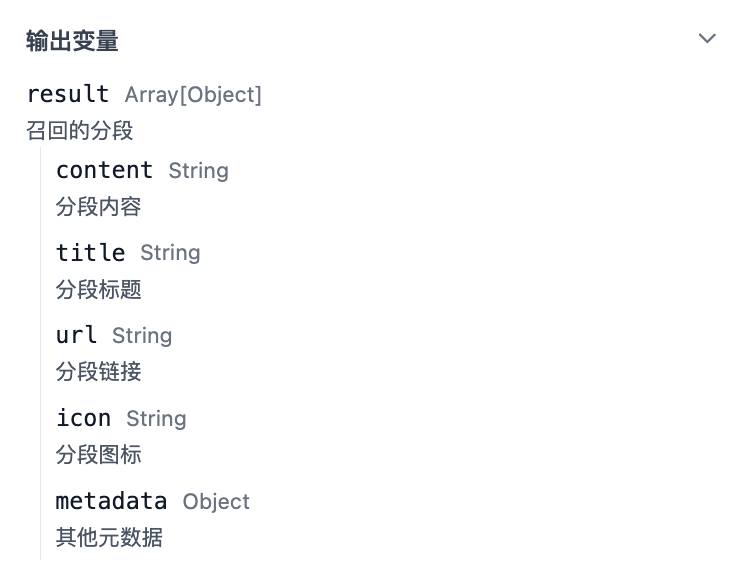 输出变量
result Array[Object]
召回的分段
content String
分段内容
title String
分段标题
url String
分段链接
icon String
分段图标
metadata Object
其他元数据